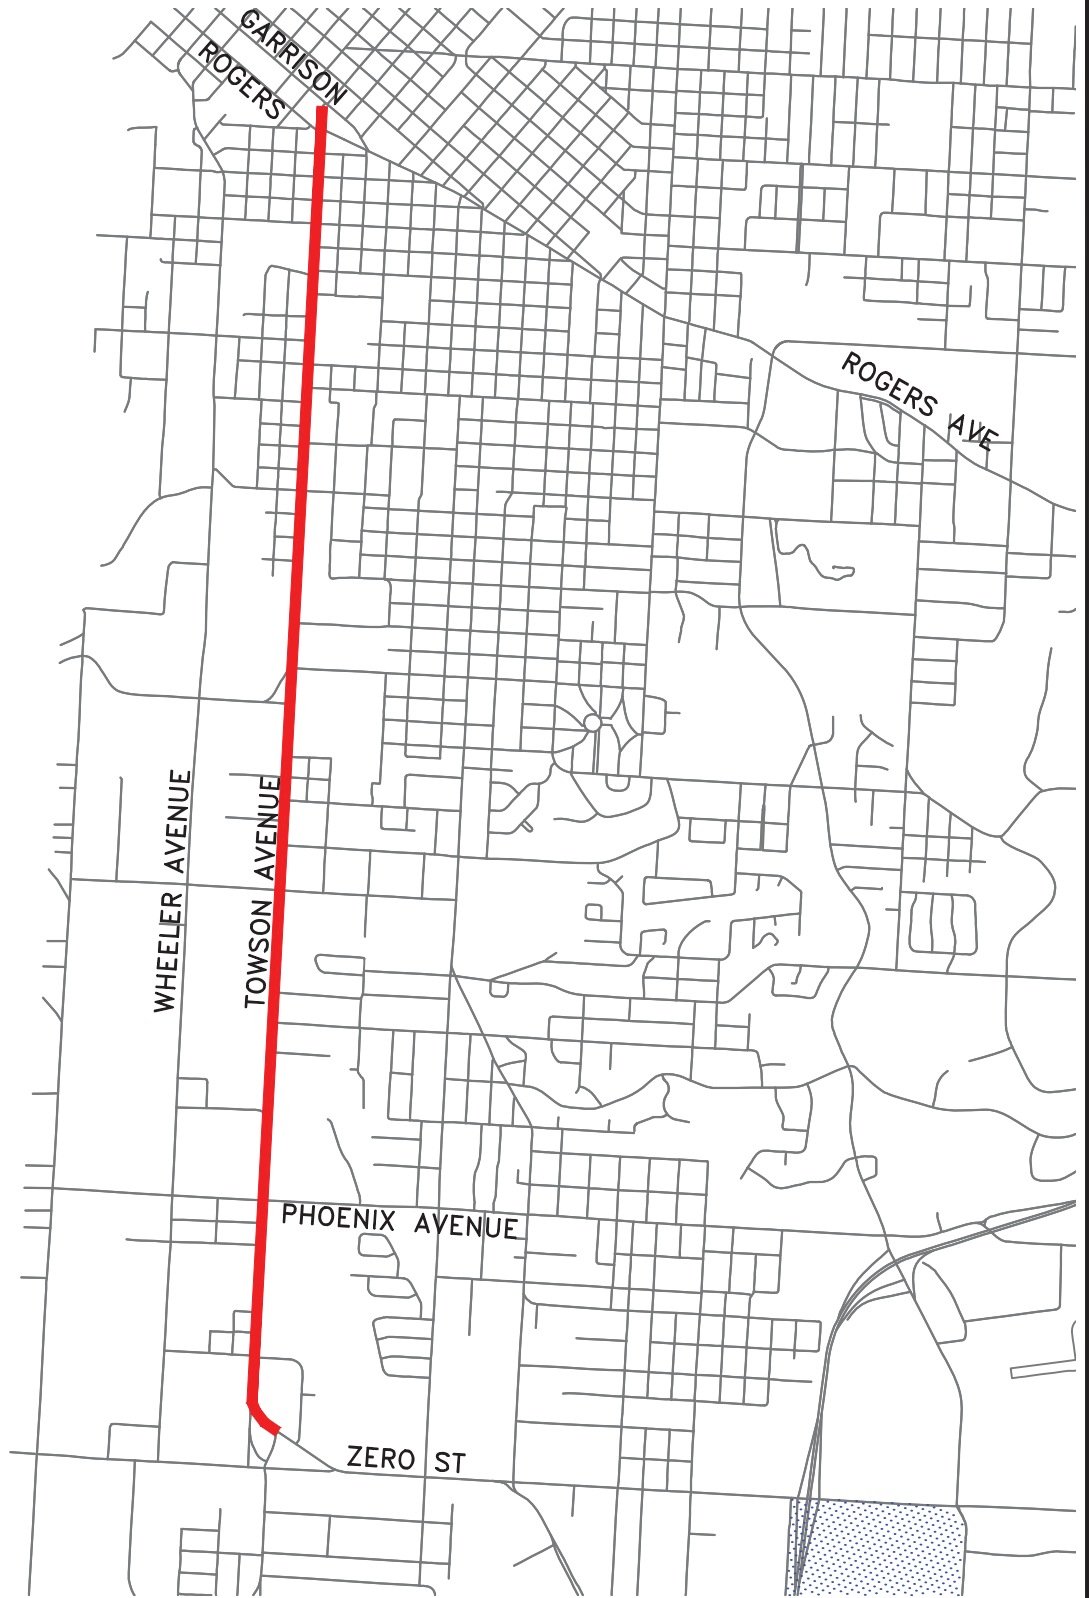 GARRISON
ROGERS
ROGERS AVE
WHEELER AVENUE
TOWSON AVENUE
PHOENIX AVENUE
ZERO ST